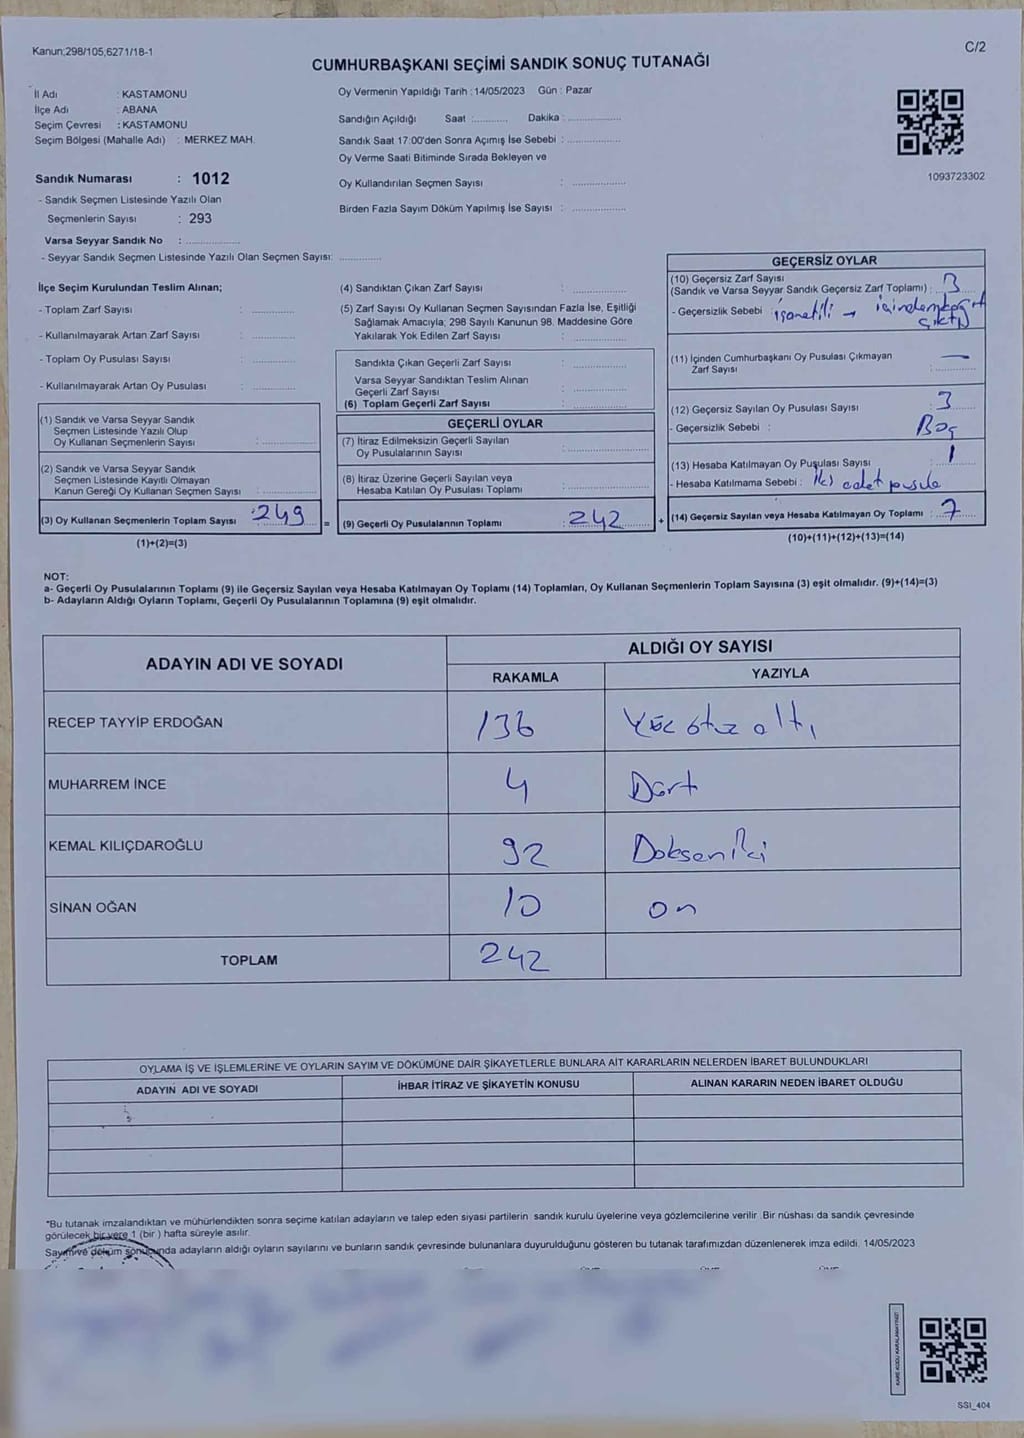 Kanun;298/105,6271/18-1
C/2
CUMHURBAŞKANI SEÇİMİ SANDIK SONUÇ TUTANAĞI
İl Adı : KASTAMONU
İlçe Adı : ABANA
Seçim Çevresi : KASTAMONU
Seçim Bölgesi (Mahalle Adı) : MERKEZ MAH.
Sandık Numarası : 1012
- Sandık Seçmen Listesinde Yazılı Olan
Seçmenlerin Sayısı : 293
Varsa Seyyar Sandık No : ..................
- Seyyar Sandık Seçmen Listesinde Yazılı Olan Seçmen Sayısı: ............
Oy Vermenin Yapıldığı Tarih : 14/05/2023 Gün : Pazar
Sandığın Açıldığı Saat :........... Dakika : .................
Sandık Saat 17:00'den Sonra Açımış İse Sebebi : .................
Oy Verme Saati Bitiminde Sırada Bekleyen ve
Oy Kullandırılan Seçmen Sayısı : .................
Birden Fazla Sayım Döküm Yapılmış İse Sayısı : .................
1093723302
İlçe Seçim Kurulundan Teslim Alınan;
- Toplam Zarf Sayısı : .............
- Kullanılmayarak Artan Zarf Sayısı : .............
- Toplam Oy Pusulası Sayısı : .............
- Kullanılmayarak Artan Oy Pusulası : .............
(1) Sandık ve Varsa Seyyar Sandık
Seçmen Listesinde Yazılı Olup
Oy Kullanan Seçmenlerin Sayısı : .............
(2) Sandık ve Varsa Seyyar Sandık
Seçmen Listesinde Kayıtlı Olmayan
Kanun Gereği Oy Kullanan Seçmen Sayısı : .............
(3) Oy Kullanan Seçmenlerin Toplam Sayısı : 249 =
(1)+(2)=(3)
(4) Sandıktan Çıkan Zarf Sayısı : .............
(5) Zarf Sayısı Oy Kullanan Seçmen Sayısından Fazla İse, Eşitliği
Sağlamak Amacıyla; 298 Sayılı Kanunun 98. Maddesine Göre
Yakılarak Yok Edilen Zarf Sayısı : .............
Sandıkta Çıkan Geçerli Zarf Sayısı : .............
Varsa Seyyar Sandıktan Teslim Alınan
Geçerli Zarf Sayısı : .............
(6) Toplam Geçerli Zarf Sayısı : .............
GEÇERLİ OYLAR
(7) İtiraz Edilmeksizin Geçerli Sayılan
Oy Pusulalarının Sayısı : .............
(8) İtiraz Üzerine Geçerli Sayılan veya
Hesaba Katılan Oy Pusulası Toplamı : .............
(9) Geçerli Oy Pusulalarının Toplamı : 242 +
GEÇERSİZ OYLAR
(10) Geçersiz Zarf Sayısı
(Sandık ve Varsa Seyyar Sandık Geçersiz Zarf Toplamı) : 3
- Geçersizlik Sebebi : işaretli → içinden kağıt
çıktı
(11) İçinden Cumhurbaşkanı Oy Pusulası Çıkmayan
Zarf Sayısı : —
(12) Geçersiz Sayılan Oy Pusulası Sayısı : 3
- Geçersizlik Sebebi : Boş
(13) Hesaba Katılmayan Oy Pusulası Sayısı : 1
- Hesaba Katılmama Sebebi : iki adet pusula
(14) Geçersiz Sayılan veya Hesaba Katılmayan Oy Toplamı : 7
(10)+(11)+(12)+(13)=(14)
NOT:
a- Geçerli Oy Pusulalarının Toplamı (9) ile Geçersiz Sayılan veya Hesaba Katılmayan Oy Toplamı (14) Toplamları, Oy Kullanan Seçmenlerin Toplam Sayısına (3) eşit olmalıdır. (9)+(14)=(3)
b- Adayların Aldığı Oyların Toplamı, Geçerli Oy Pusulalarının Toplamına (9) eşit olmalıdır.
ADAYIN ADI VE SOYADI ALDIĞI OY SAYISI
RAKAMLA YAZIYLA
RECEP TAYYİP ERDOĞAN 136 Yüz otuz altı
MUHARREM İNCE 4 Dört
KEMAL KILIÇDAROĞLU 92 Doksan iki
SİNAN OĞAN 10 on
TOPLAM 242
OYLAMA İŞ VE İŞLEMLERİNE VE OYLARIN SAYIM VE DÖKÜMÜNE DAİR ŞİKAYETLERLE BUNLARA AİT KARARLARIN NELERDEN İBARET BULUNDUKLARI
ADAYIN ADI VE SOYADI İHBAR İTİRAZ VE ŞİKAYETİN KONUSU ALINAN KARARIN NEDEN İBARET OLDUĞU
*Bu tutanak imzalandıktan ve mühürlendikten sonra seçime katılan adayların ve talep eden siyasi partilerin sandık kurulu üyelerine veya gözlemcilerine verilir. Bir nüshası da sandık çevresinde
görülecek bir yere 1 (bir ) hafta süreyle asılır.
Sayım ve döküm sonucunda adayların aldığı oyların sayılarını ve bunların sandık çevresinde bulunanlara duyurulduğunu gösteren bu tutanak tarafımızdan düzenlenerek imza edildi. 14/05/2023
SSI_404